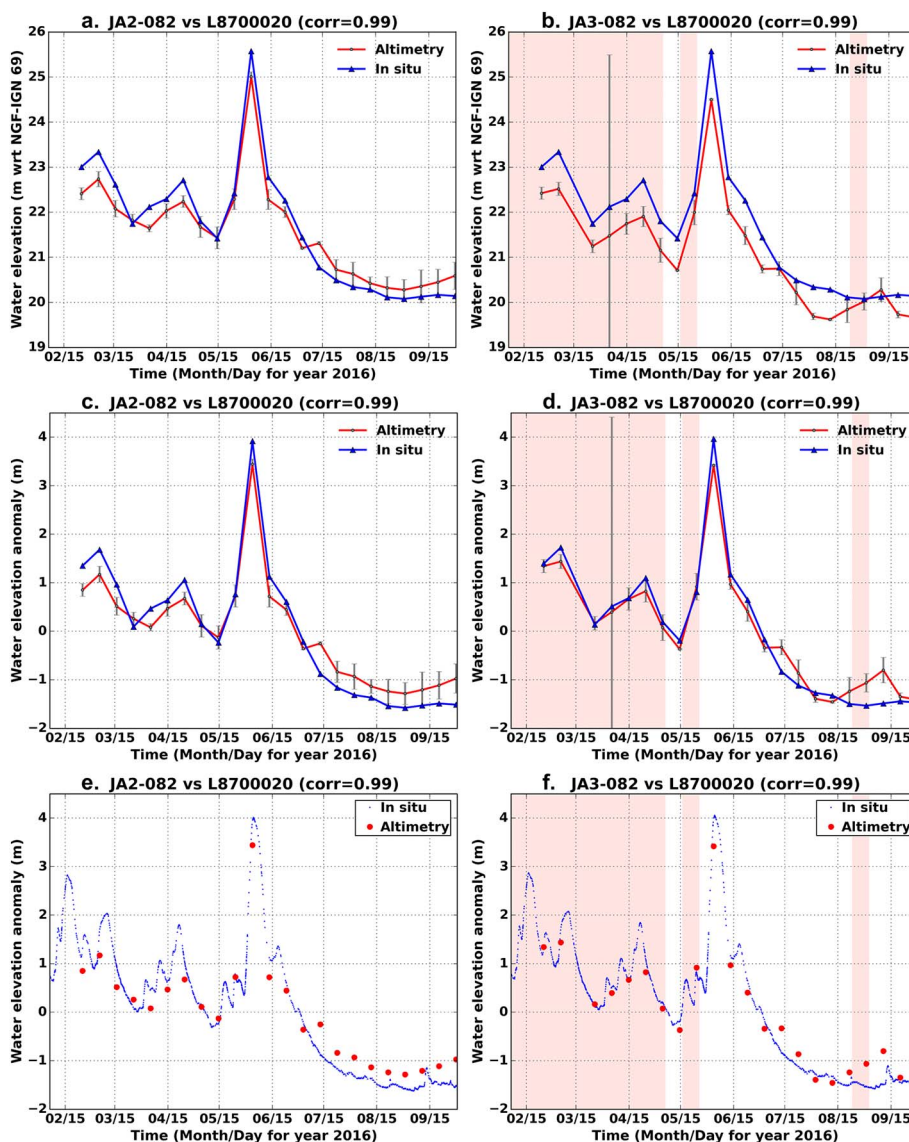 a. JA2-082 vs L8700020 (corr=0.99)
b. JA3-082 vs L8700020 (corr=0.99)
Water elevation (m wrt NGF-IGN 69)
26
25
24
23
22
21
20
19
Altimetry
In situ
02/15 03/15 04/15 05/15 06/15 07/15 08/15 09/15
Time (Month/Day for year 2016)
Water elevation (m wrt NGF-IGN 69)
26
25
24
23
22
21
20
19
Altimetry
In situ
02/15 03/15 04/15 05/15 06/15 07/15 08/15 09/15
Time (Month/Day for year 2016)
c. JA2-082 vs L8700020 (corr=0.99)
d. JA3-082 vs L8700020 (corr=0.99)
Water elevation anomaly (m)
4
3
2
1
0
−1
−2
Altimetry
In situ
02/15 03/15 04/15 05/15 06/15 07/15 08/15 09/15
Time (Month/Day for year 2016)
Water elevation anomaly (m)
4
3
2
1
0
−1
−2
Altimetry
In situ
02/15 03/15 04/15 05/15 06/15 07/15 08/15 09/15
Time (Month/Day for year 2016)
e. JA2-082 vs L8700020 (corr=0.99)
f. JA3-082 vs L8700020 (corr=0.99)
Water elevation anomaly (m)
4
3
2
1
0
−1
−2
In situ
Altimetry
02/15 03/15 04/15 05/15 06/15 07/15 08/15 09/15
Time (Month/Day for year 2016)
Water elevation anomaly (m)
4
3
2
1
0
−1
−2
In situ
Altimetry
02/15 03/15 04/15 05/15 06/15 07/15 08/15 09/15
Time (Month/Day for year 2016)